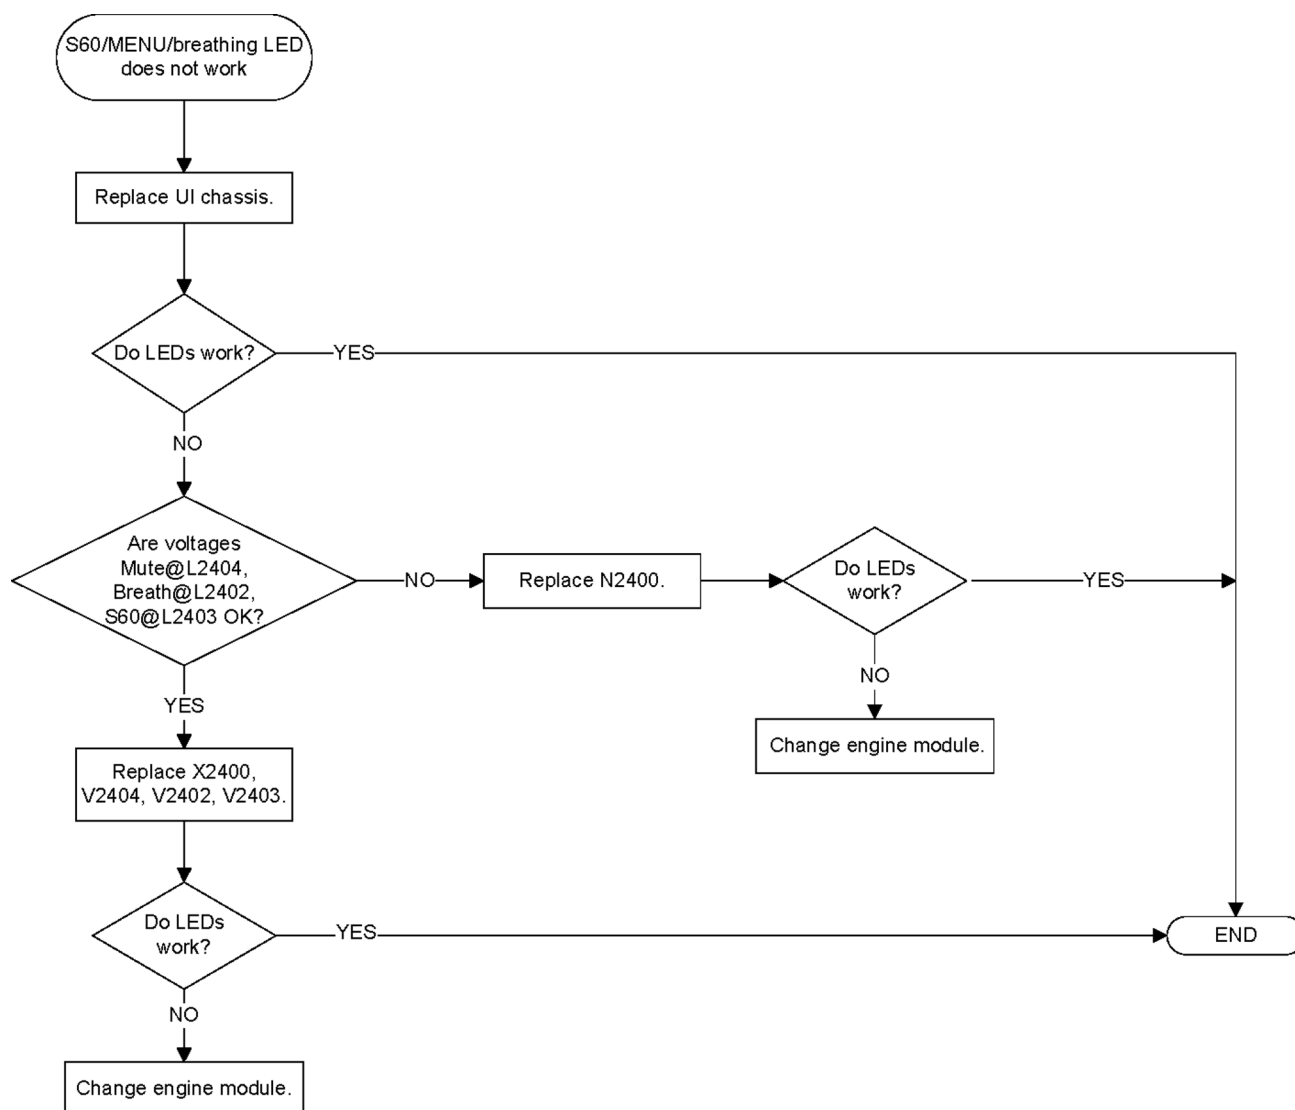 S60/MENU/breathing LED
does not work
Replace UI chassis.
Do LEDs work?
YES
NO
Are voltages
Mute@L2404,
Breath@L2402,
S60@L2403 OK?
NO
Replace N2400.
Do LEDs
work?
YES
NO
Change engine module.
YES
Replace X2400,
V2404, V2402, V2403.
Do LEDs
work?
YES
END
NO
Change engine module.